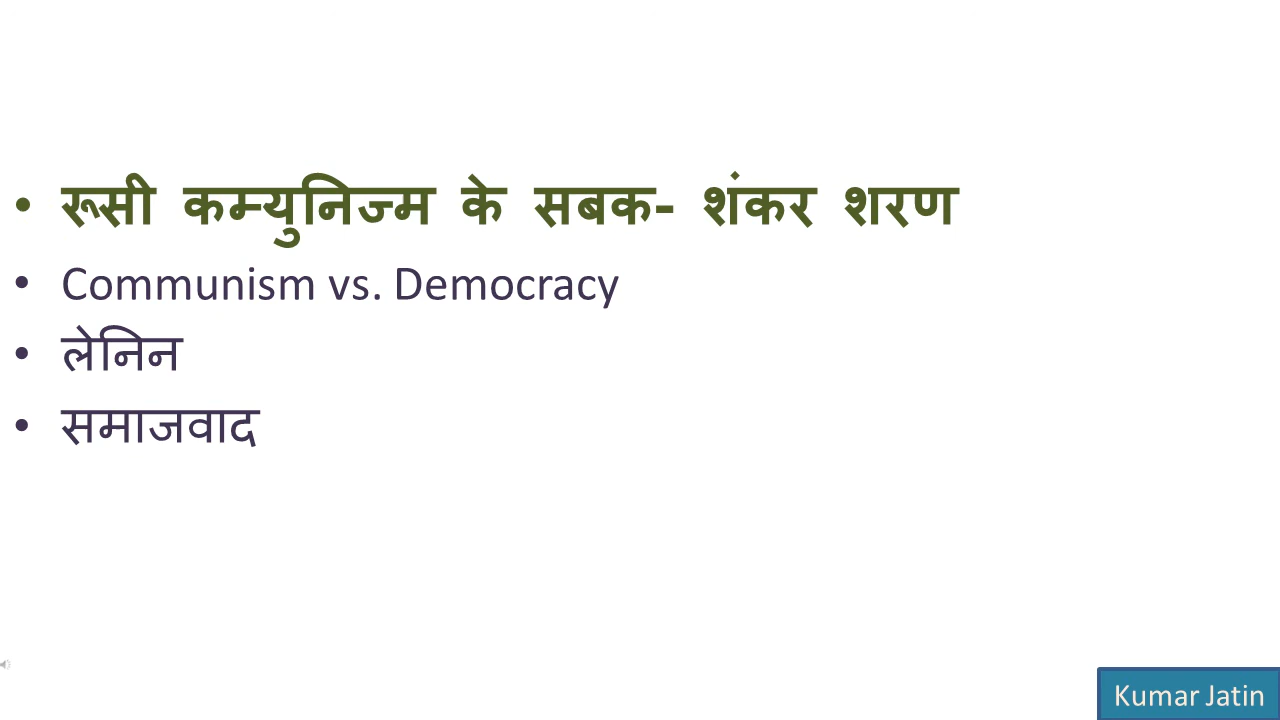 • रूसी कम्युनिज्म के सबक- शंकर शरण
• Communism vs. Democracy
• लेनिन
• समाजवाद
Kumar Jatin